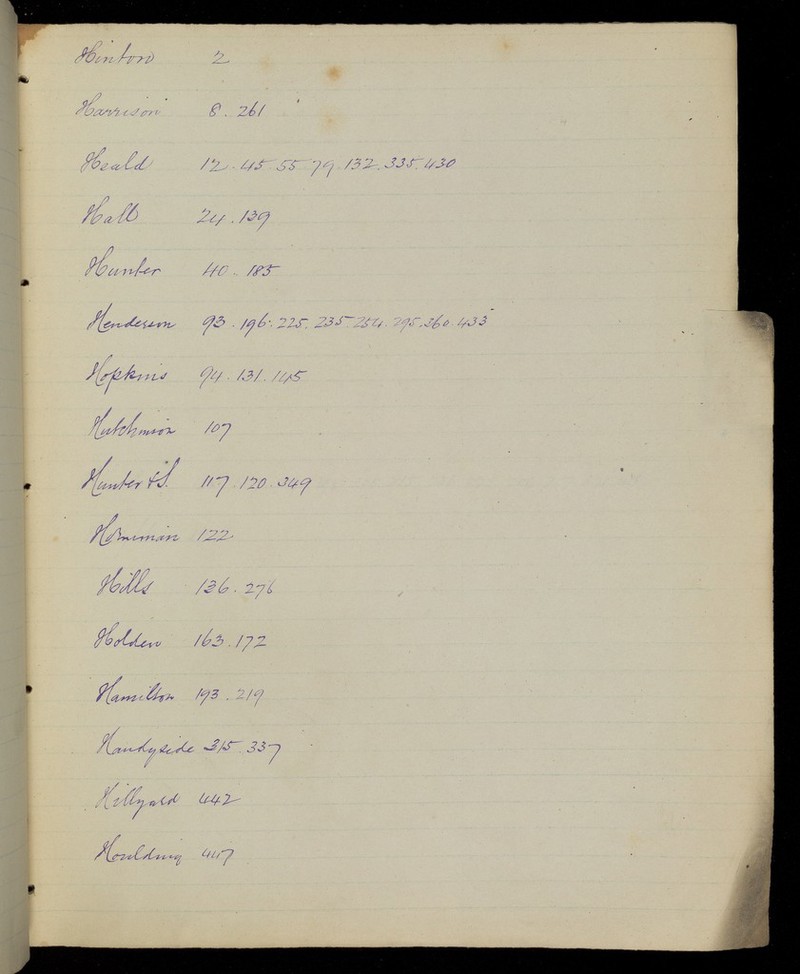 Hinton 2
Harrison 8. 261
Heald 12. 45 55 79. 132. 335. 430
Hall 24. 139
Hunter 40. 185
Henderson 93. 196. 225. 235 254. 295. 360. 433
Hopkins 94. 131. 145
Hutchinson 107
Hunter & S. 117. 120. 349
Horniman 122
Hills 136. 276
Holden 163. 172
Hamilton 193. 219
Handyside 315 337
Hillyard 442
Houlding 447